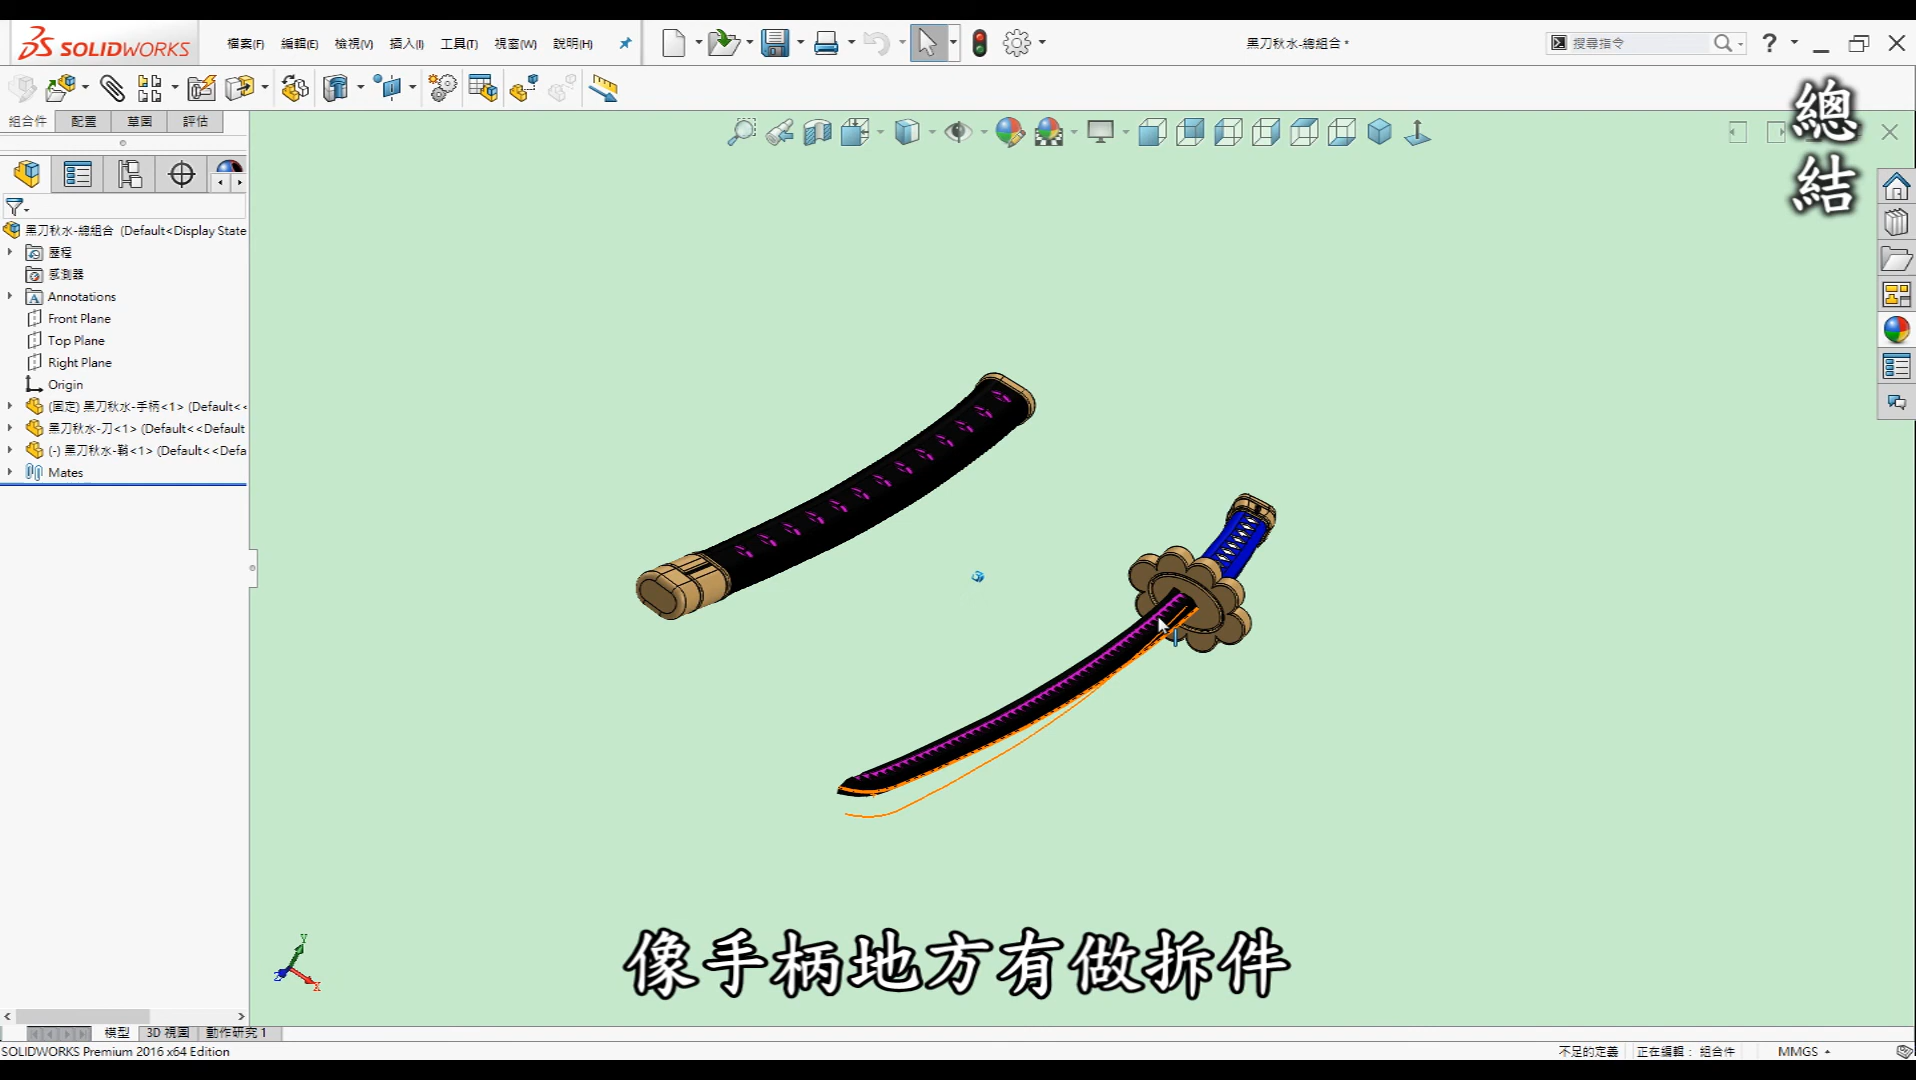 SOLIDWORKS
檔案(F) 編輯(E) 檢視(V) 插入(I) 工具(T) 視窗(W) 說明(H)
黑刀秋水-總組合 *
搜尋指令
組合件 配置 草圖 評估
總結
黑刀秋水-總組合 (Default<Display State
歷程
感測器
Annotations
Front Plane
Top Plane
Right Plane
Origin
(固定) 黑刀秋水-手柄<1> (Default<<
黑刀秋水-刀<1> (Default<<Default
(-) 黑刀秋水-鞘<1> (Default<<Defa
Mates
像手柄地方有做拆件
Y
Z
X
模型 3D 視圖 動作研究 1
SOLIDWORKS Premium 2016 x64 Edition
不足的定義 正在編輯： 組合件 MMGS